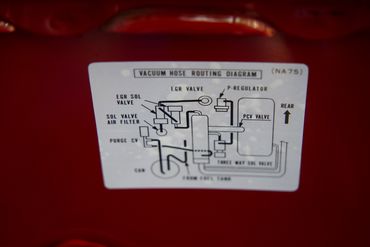 VACUUM HOSE ROUTING DIAGRAM (NA75)
EGR VALVE
P-REGULATOR
EGR SOL
VALVE
REAR
SOL VALVE
AIR FILTER
PCV VALVE
PURGE CV
THREE WAY SOL VALVE
CAN
FROM FUEL TANK